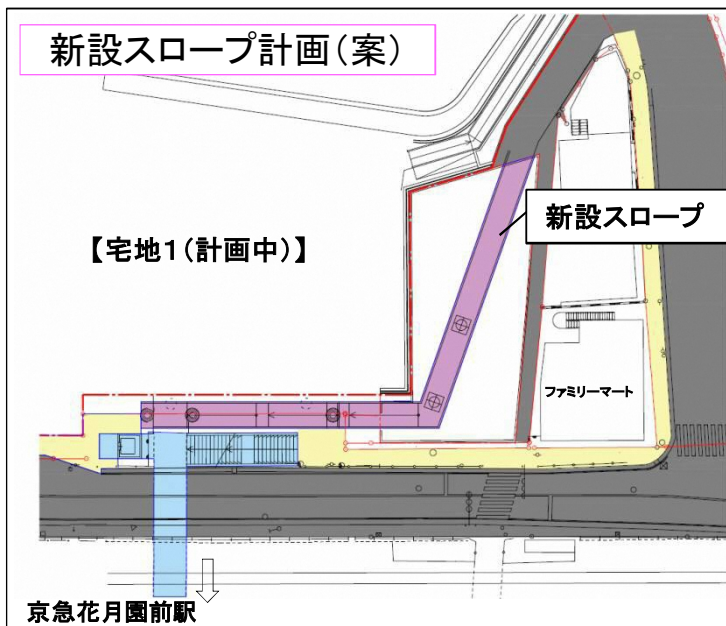 新設スロープ計画(案)
【宅地1(計画中)】
新設スロープ
ファミリーマート
京急花月園前駅